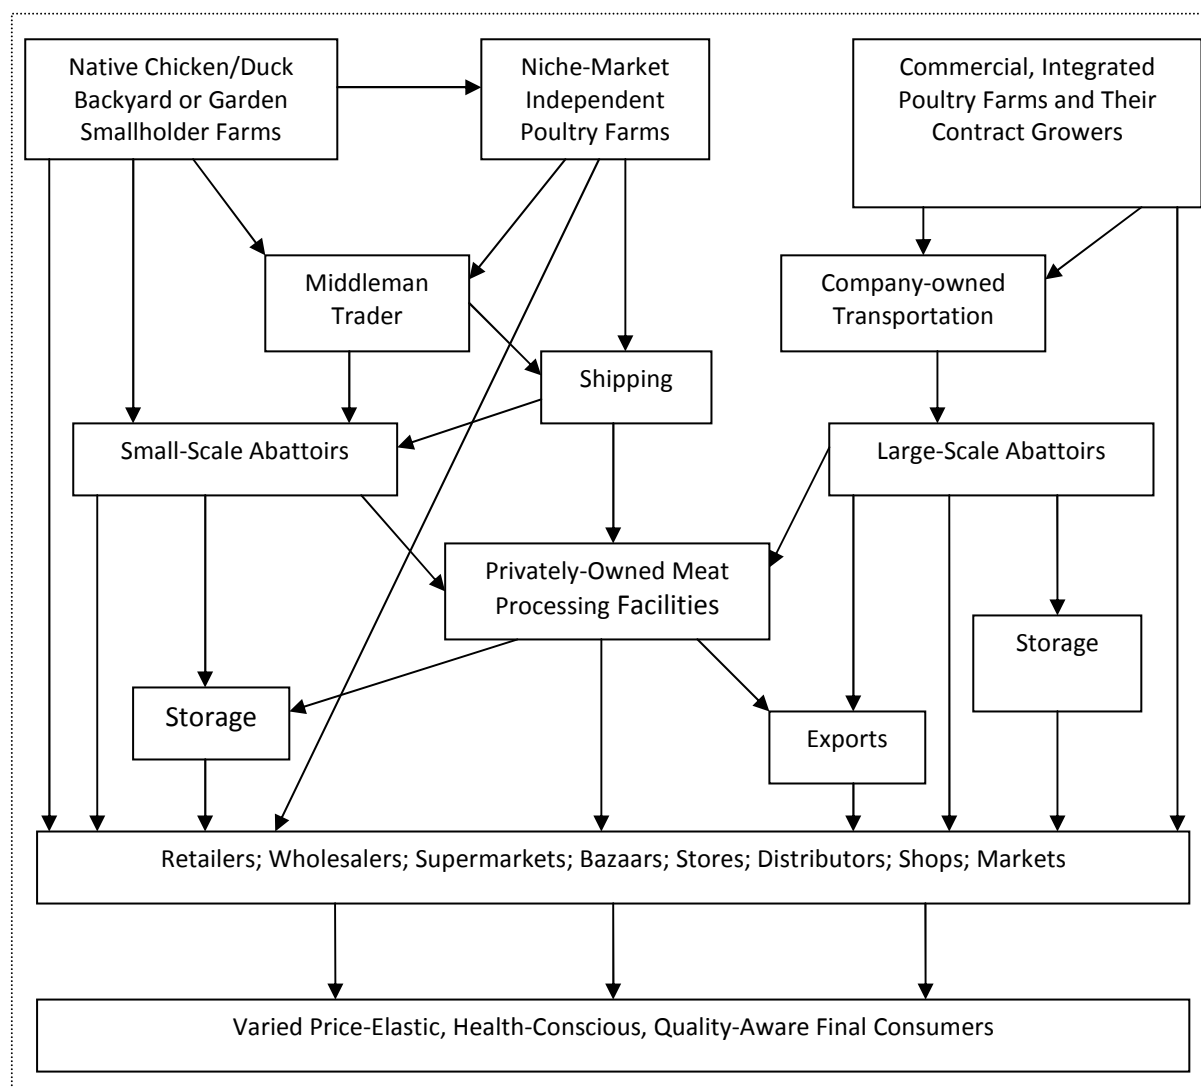 Native Chicken/Duck
Backyard or Garden
Smallholder Farms
Niche-Market
Independent
Poultry Farms
Commercial, Integrated
Poultry Farms and Their
Contract Growers
Middleman
Trader
Company-owned
Transportation
Shipping
Small-Scale Abattoirs
Large-Scale Abattoirs
Privately-Owned Meat
Processing Facilities
Storage
Storage
Exports
Retailers; Wholesalers; Supermarkets; Bazaars; Stores; Distributors; Shops; Markets
Varied Price-Elastic, Health-Conscious, Quality-Aware Final Consumers